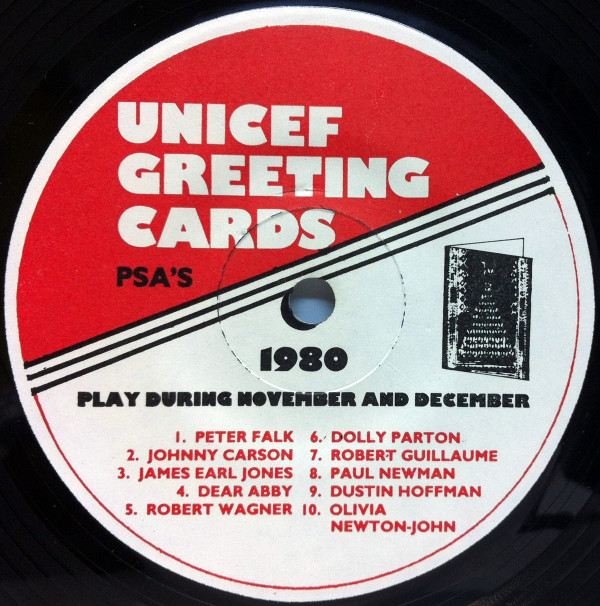 UNICEF
GREETING
CARDS
PSA'S
1980
PLAY DURING NOVEMBER AND DECEMBER
1. PETER FALK
2. JOHNNY CARSON
3. JAMES EARL JONES
4. DEAR ABBY
5. ROBERT WAGNER
6. DOLLY PARTON
7. ROBERT GUILLAUME
8. PAUL NEWMAN
9. DUSTIN HOFFMAN
10. OLIVIA
NEWTON-JOHN